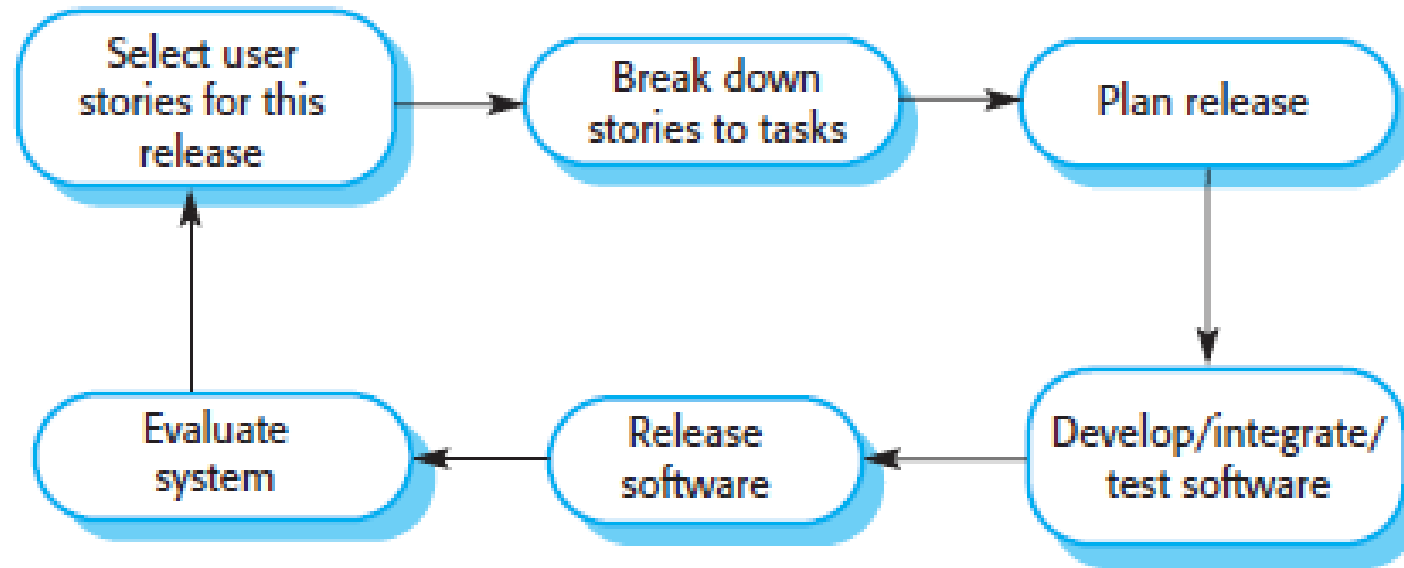 Select user
stories for this
release
Break down
stories to tasks
Plan release
Evaluate
system
Release
software
Develop/integrate/
test software